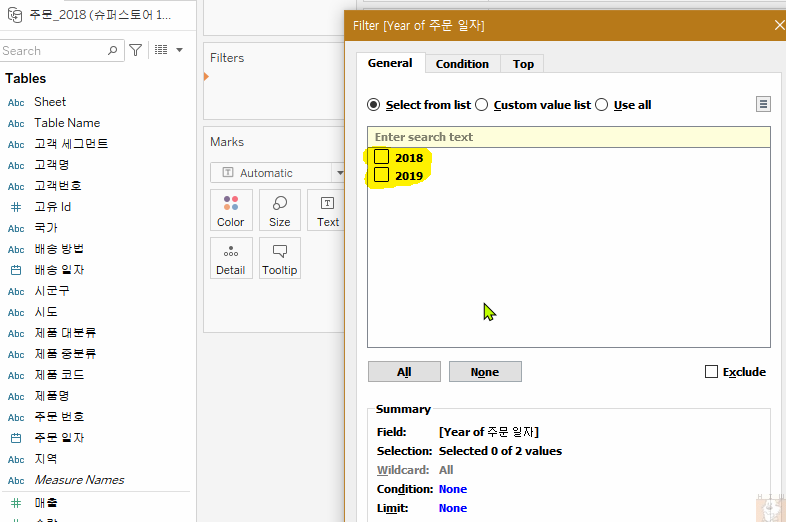 주문_2018 (슈퍼스토어 1...
Search
Tables
Abc Sheet
Abc Table Name
Abc 고객 세그먼트
Abc 고객명
Abc 고객번호
# 고유 Id
Abc 국가
Abc 배송 방법
배송 일자
Abc 시군구
Abc 시도
Abc 제품 대분류
Abc 제품 중분류
Abc 제품 코드
Abc 제품명
Abc 주문 번호
주문 일자
Abc 지역
Abc Measure Names
# 매출
Filters
Marks
T Automatic
Color
Size
T Text
Detail
Tooltip
Filter [Year of 주문 일자]
General
Condition
Top
Select from list
Custom value list
Use all
Enter search text
2018
2019
All
None
Exclude
Summary
Field: [Year of 주문 일자]
Selection: Selected 0 of 2 values
Wildcard: All
Condition: None
Limit: None